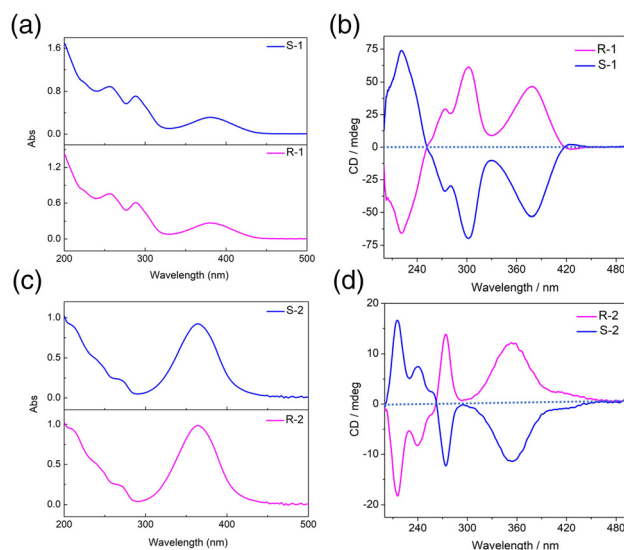 (a)
S-1
1.6
0.8
0.0
R-1
1.2
0.6
0.0
Abs
200 250 300 350 400 450 500
Wavelength (nm)
(b)
R-1
S-1
75
50
25
0
-25
-50
-75
CD / mdeg
240 300 360 420 480
Wavelength / nm
(c)
S-2
1.0
0.5
0.0
R-2
1.0
0.5
0.0
Abs
200 300 400 500
Wavelength (nm)
(d)
R-2
S-2
20
10
0
-10
-20
CD / mdeg
240 300 360 420 480
Wavelength / nm